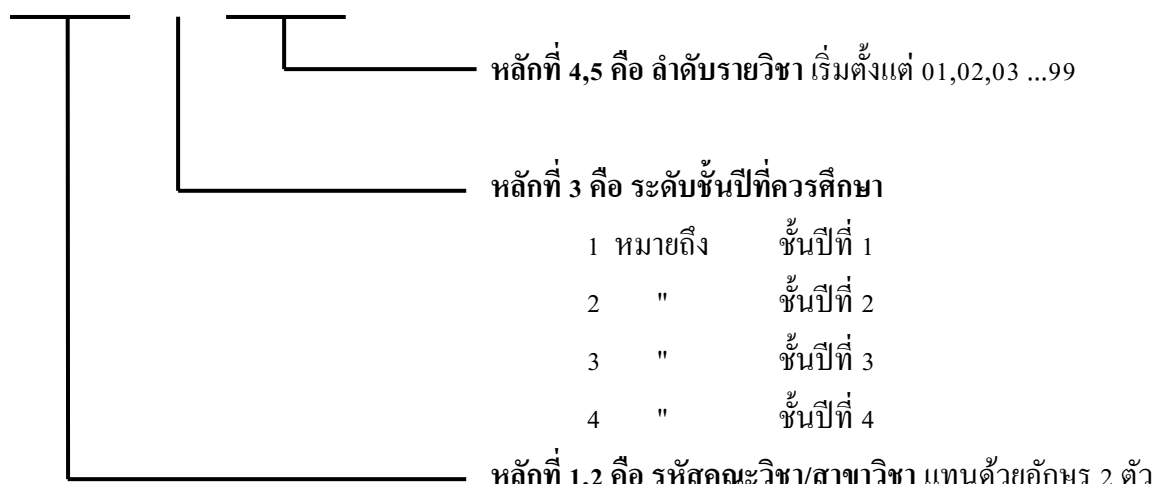 หลักที่ 4,5 คือ ลำดับรายวิชา เริ่มตั้งแต่ 01,02,03 ...99
หลักที่ 3 คือ ระดับชั้นปีที่ควรศึกษา
1 หมายถึง ชั้นปีที่ 1
2 " ชั้นปีที่ 2
3 " ชั้นปีที่ 3
4 " ชั้นปีที่ 4
หลักที่ 1,2 คือ รหัสคณะวิชา/สาขาวิชา แทนด้วยอักษร 2 ตัว